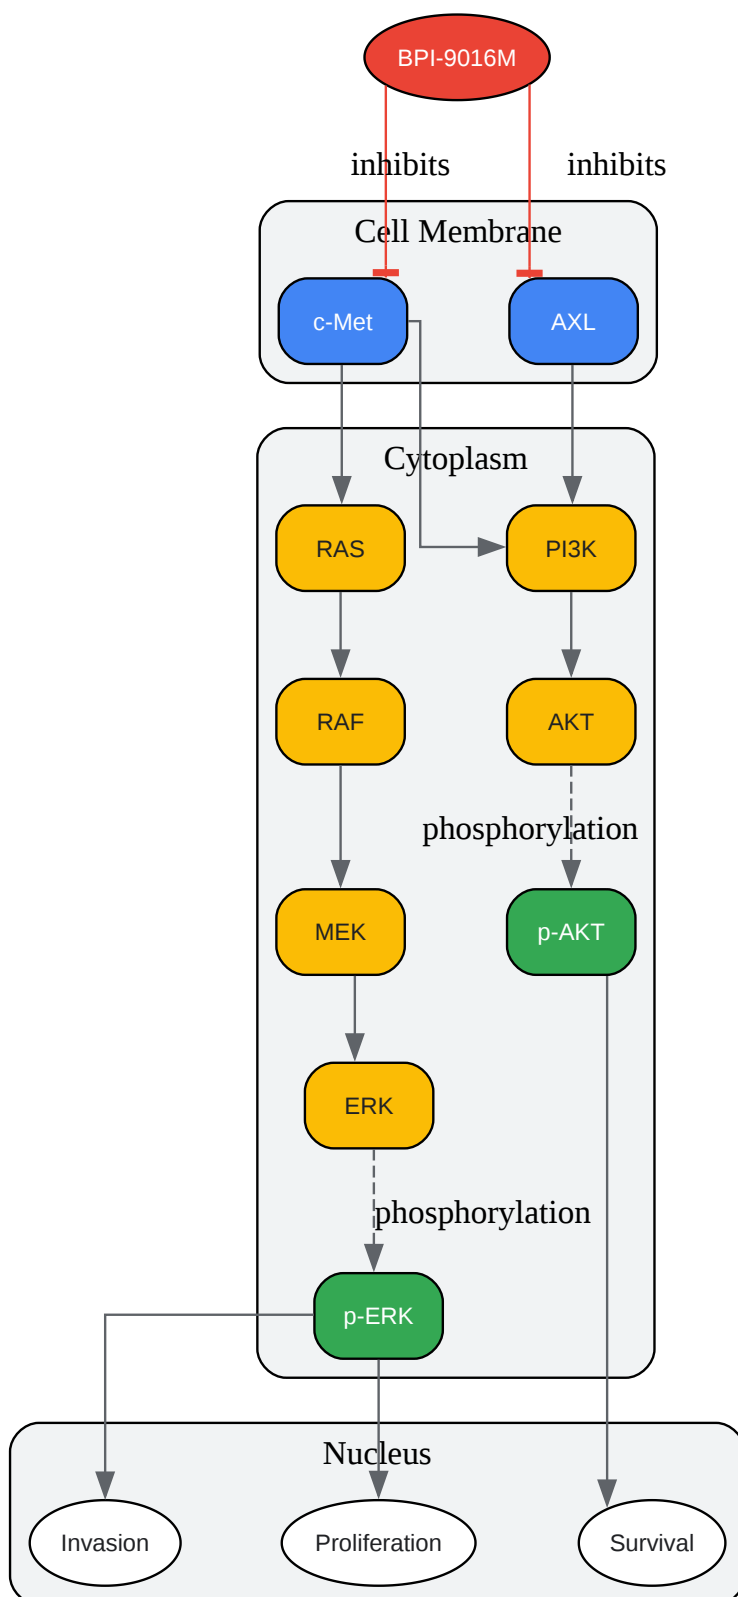 BPI-9016M
inhibits
inhibits
Cell Membrane
c-Met
AXL
Cytoplasm
RAS
PI3K
RAF
AKT
phosphorylation
MEK
p-AKT
ERK
phosphorylation
p-ERK
Nucleus
Invasion
Proliferation
Survival